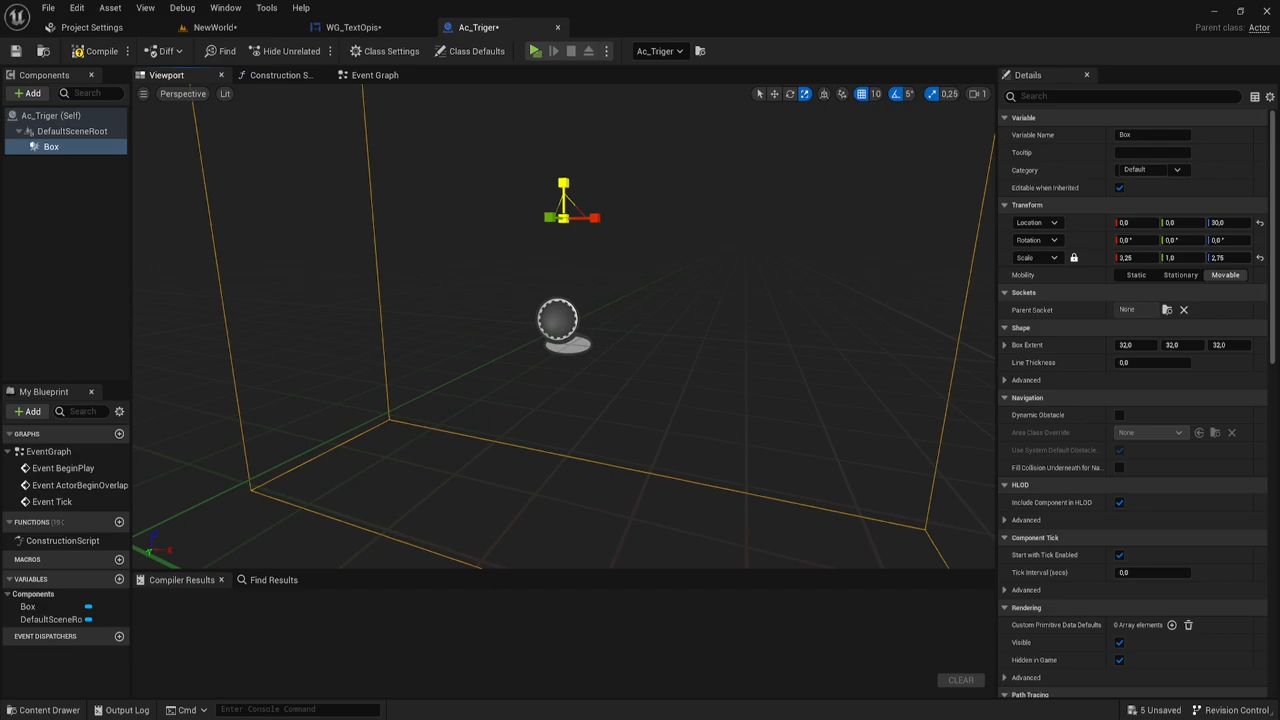 File Edit Asset View Debug Window Tools Help
Project Settings
NewWorld*
WG_TextOpis*
Ac_Triger*
Parent class: Actor
Compile
Diff
Find
Hide Unrelated
Class Settings
Class Defaults
Ac_Triger
Components
Add
Search
Ac_Triger (Self)
DefaultSceneRoot
Box
Viewport
Construction S...
Event Graph
Perspective
Lit
10
5°
0,25
1
My Blueprint
Add
Search
GRAPHS
EventGraph
Event BeginPlay
Event ActorBeginOverlap
Event Tick
FUNCTIONS
ConstructionScript
MACROS
VARIABLES
Components
Box
DefaultSceneRo
EVENT DISPATCHERS
Compiler Results
Find Results
CLEAR
Details
Search
Variable
Variable Name Box
Tooltip
Category Default
Editable when Inherited
Transform
Location 0,0 0,0 30,0
Rotation 0,0 ° 0,0 ° 0,0 °
Scale 3,25 1,0 2,75
Mobility Static Stationary Movable
Sockets
Parent Socket None
Shape
Box Extent 32,0 32,0 32,0
Line Thickness 0,0
Advanced
Navigation
Dynamic Obstacle
Area Class Override None
Use System Default Obstacle...
Fill Collision Underneath for Na...
HLOD
Include Component in HLOD
Advanced
Component Tick
Start with Tick Enabled
Tick Interval (secs) 0,0
Advanced
Rendering
Custom Primitive Data Defaults 0 Array elements
Visible
Hidden in Game
Advanced
Path Tracing
Content Drawer
Output Log
Cmd
Enter Console Command
5 Unsaved
Revision Control